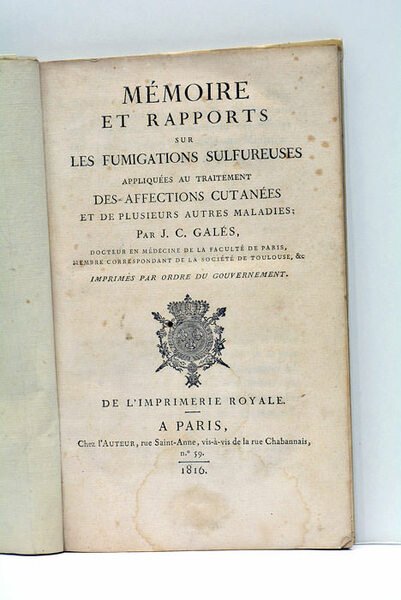 MÉMOIRE
ET RAPPORTS
SUR
LES FUMIGATIONS SULFUREUSES
APPLIQUÉES AU TRAITEMENT
DES AFFECTIONS CUTANÉES
ET DE PLUSIEURS AUTRES MALADIES;
PAR J. C. GALÉS,
DOCTEUR EN MÉDECINE DE LA FACULTÉ DE PARIS,
MEMBRE CORRESPONDANT DE LA SOCIÉTÉ DE TOULOUSE, &c
IMPRIMÉS PAR ORDRE DU GOUVERNEMENT.
DE L'IMPRIMERIE ROYALE.
A PARIS,
Chez l'AUTEUR, rue Saint-Anne, vis-à-vis de la rue Chabannais,
n.º 59.
1816.